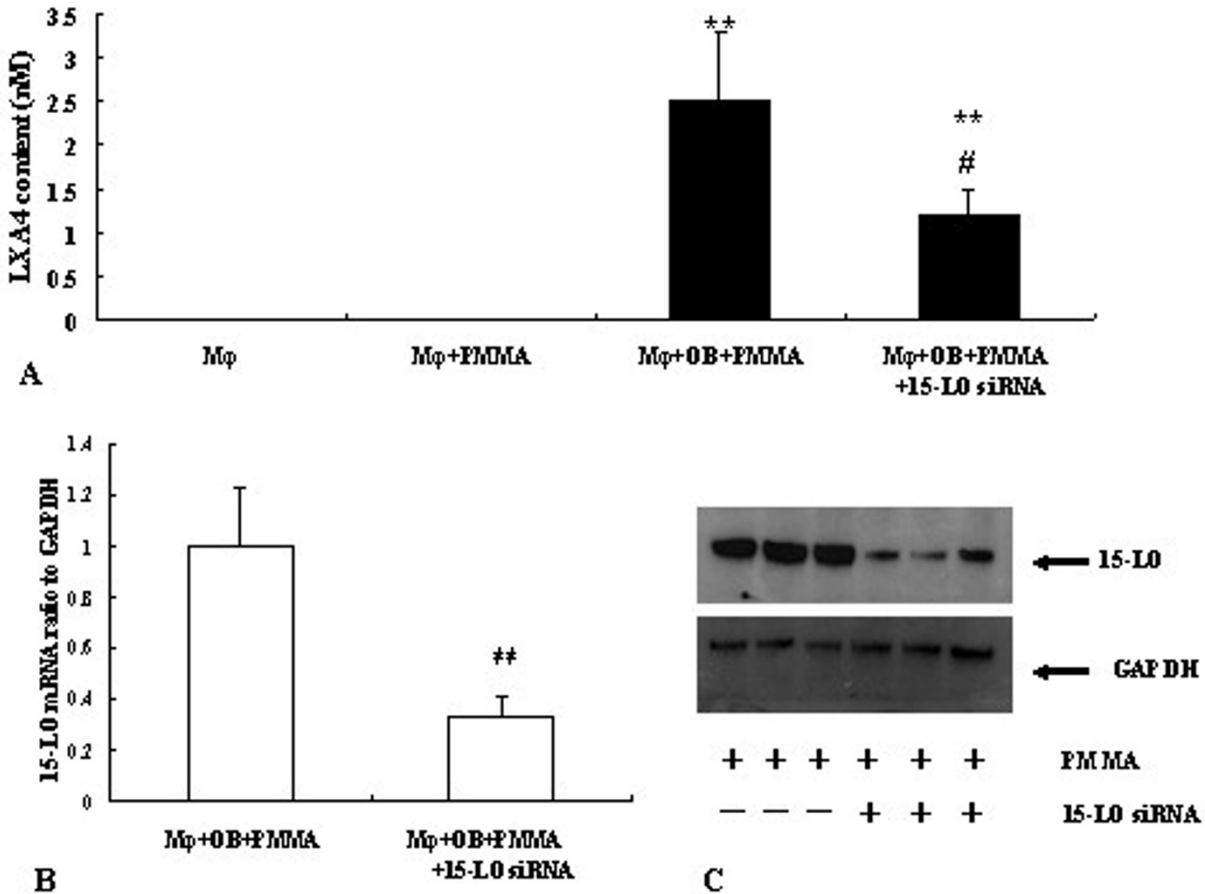 3.5
3
2.5
2
1.5
1
0.5
0
LXA4 content (nM)
**
**
#
Mφ
Mφ+PMMA
Mφ+OB+PMMA
Mφ+OB+PMMA
+15-LO siRNA
A
1.4
1.2
1
0.8
0.6
0.4
0.2
0
15-LO mRNA ratio to GAPDH
##
Mφ+OB+PMMA
Mφ+OB+PMMA
+15-LO siRNA
B
15-LO
GAPDH
+ + + + + + PMMA
− − − + + + 15-LO siRNA
C